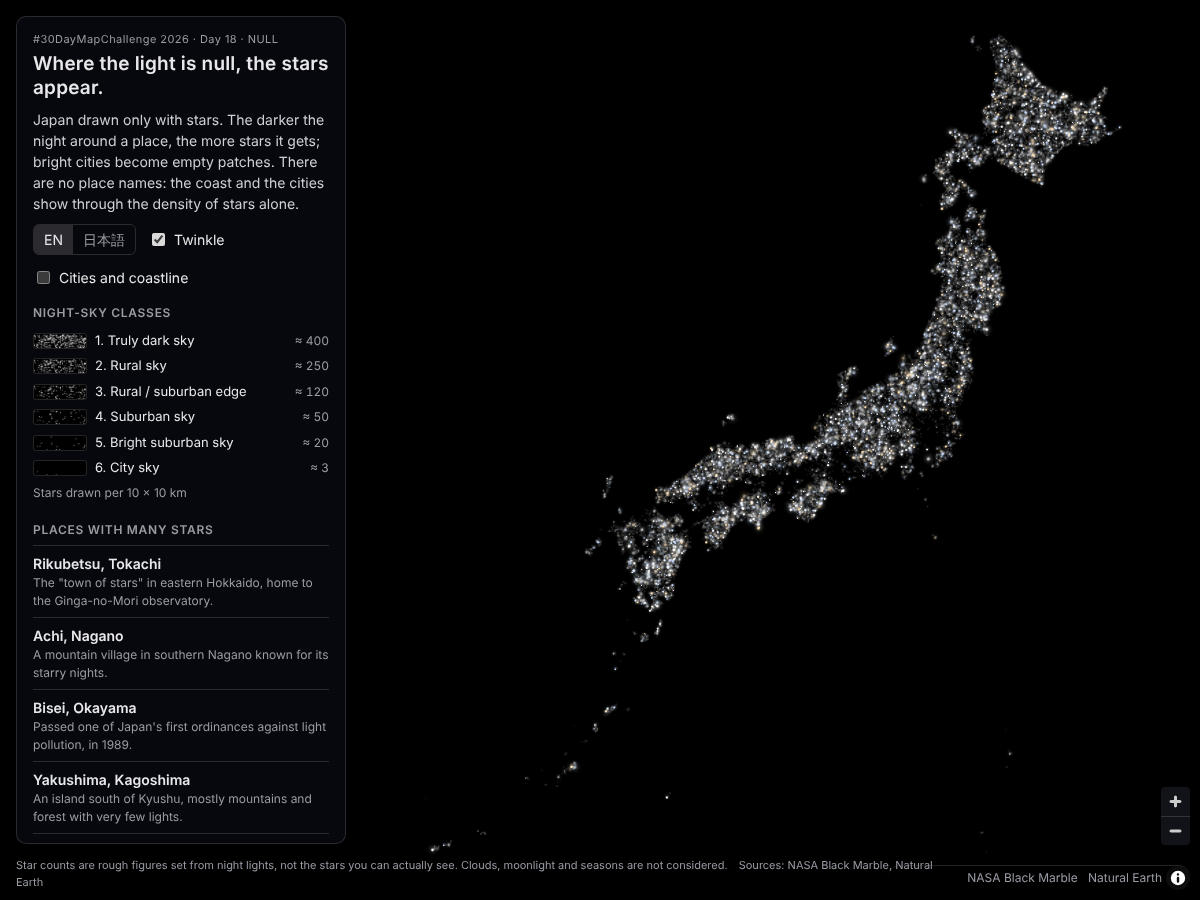 #30DayMapChallenge 2026 · Day 18 · NULL
Where the light is null, the stars
appear.
Japan drawn only with stars. The darker the
night around a place, the more stars it gets;
bright cities become empty patches. There
are no place names: the coast and the cities
show through the density of stars alone.
EN 日本語 Twinkle
Cities and coastline
NIGHT-SKY CLASSES
1. Truly dark sky ≈ 400
2. Rural sky ≈ 250
3. Rural / suburban edge ≈ 120
4. Suburban sky ≈ 50
5. Bright suburban sky ≈ 20
6. City sky ≈ 3
Stars drawn per 10 × 10 km
PLACES WITH MANY STARS
Rikubetsu, Tokachi
The "town of stars" in eastern Hokkaido, home to
the Ginga-no-Mori observatory.
Achi, Nagano
A mountain village in southern Nagano known for its
starry nights.
Bisei, Okayama
Passed one of Japan's first ordinances against light
pollution, in 1989.
Yakushima, Kagoshima
An island south of Kyushu, mostly mountains and
forest with very few lights.
Star counts are rough figures set from night lights, not the stars you can actually see. Clouds, moonlight and seasons are not considered. Sources: NASA Black Marble, Natural
Earth
NASA Black Marble Natural Earth